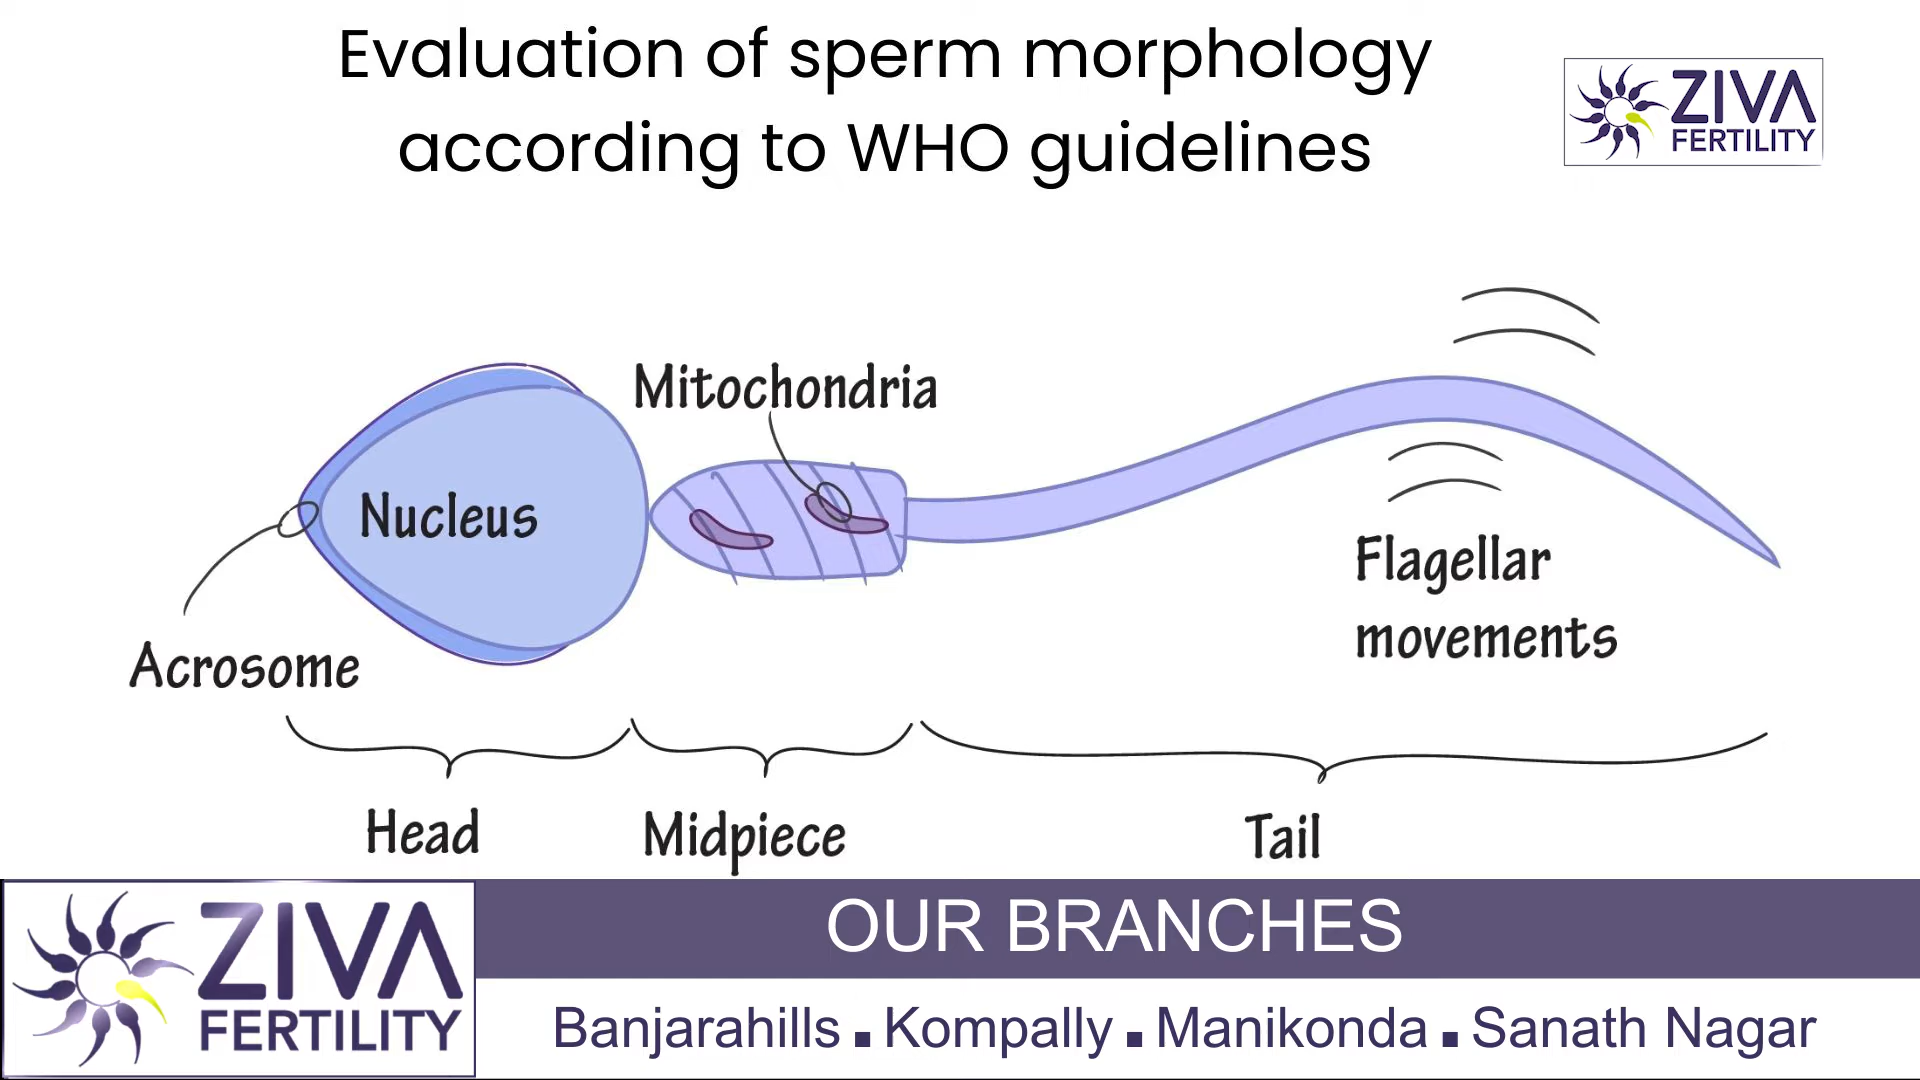 Evaluation of sperm morphology
according to WHO guidelines
ZIVA
FERTILITY
Mitochondria
Nucleus
Acrosome
Flagellar
movements
Head
Midpiece
Tail
ZIVA
FERTILITY
OUR BRANCHES
Banjarahills ■ Kompally ■ Manikonda ■ Sanath Nagar